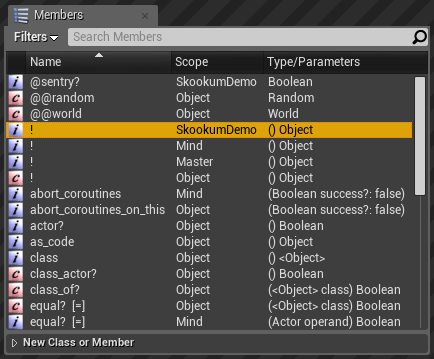 Members
Filters Search Members
Name Scope Type/Parameters
i @sentry? SkookumDemo Boolean
c @@random Object Random
c @@world Object World
i ! SkookumDemo () Object
i ! Mind () Object
i ! Master () Object
c ! Object () Object
i abort_coroutines Mind (Boolean success?: false)
i abort_coroutines_on_this Object (Boolean success?: false)
i actor? Object () Boolean
i as_code Object () Object
i class Object () <Object>
c class_actor? Object () Boolean
c class_of? Object (<Object> class) Boolean
c equal? [=] Object (<Object> class) Boolean
i equal? [=] Mind (Actor operand) Boolean
New Class or Member